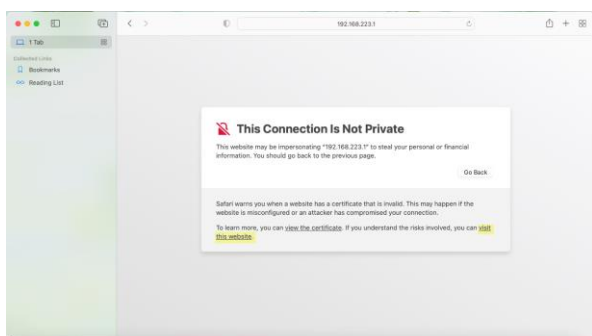 192.168.223.1
1 Tab
Collected Links
Bookmarks
Reading List
This Connection Is Not Private
This website may be impersonating "192.168.223.1" to steal your personal or financial
information. You should go back to the previous page.
Go Back
Safari warns you when a website has a certificate that is invalid. This may happen if the
website is misconfigured or an attacker has compromised your connection.
To learn more, you can view the certificate. If you understand the risks involved, you can visit
this website.